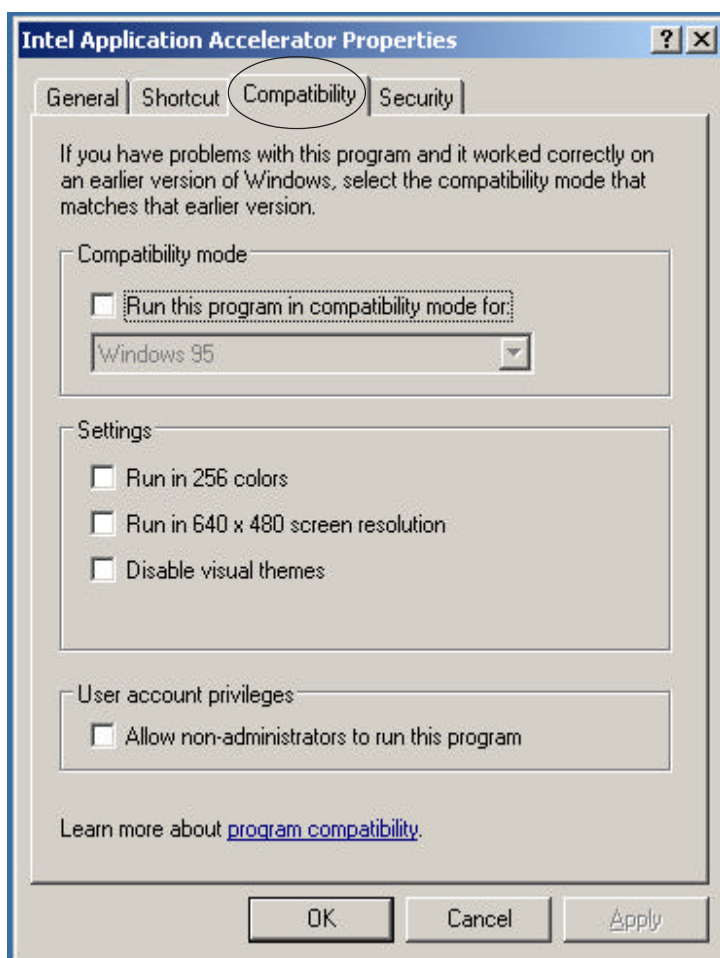 Intel Application Accelerator Properties
General Shortcut Compatibility Security
If you have problems with this program and it worked correctly on
an earlier version of Windows, select the compatibility mode that
matches that earlier version.
Compatibility mode
Run this program in compatibility mode for:
Windows 95
Settings
Run in 256 colors
Run in 640 x 480 screen resolution
Disable visual themes
User account privileges
Allow non-administrators to run this program
Learn more about program compatibility.
OK Cancel Apply